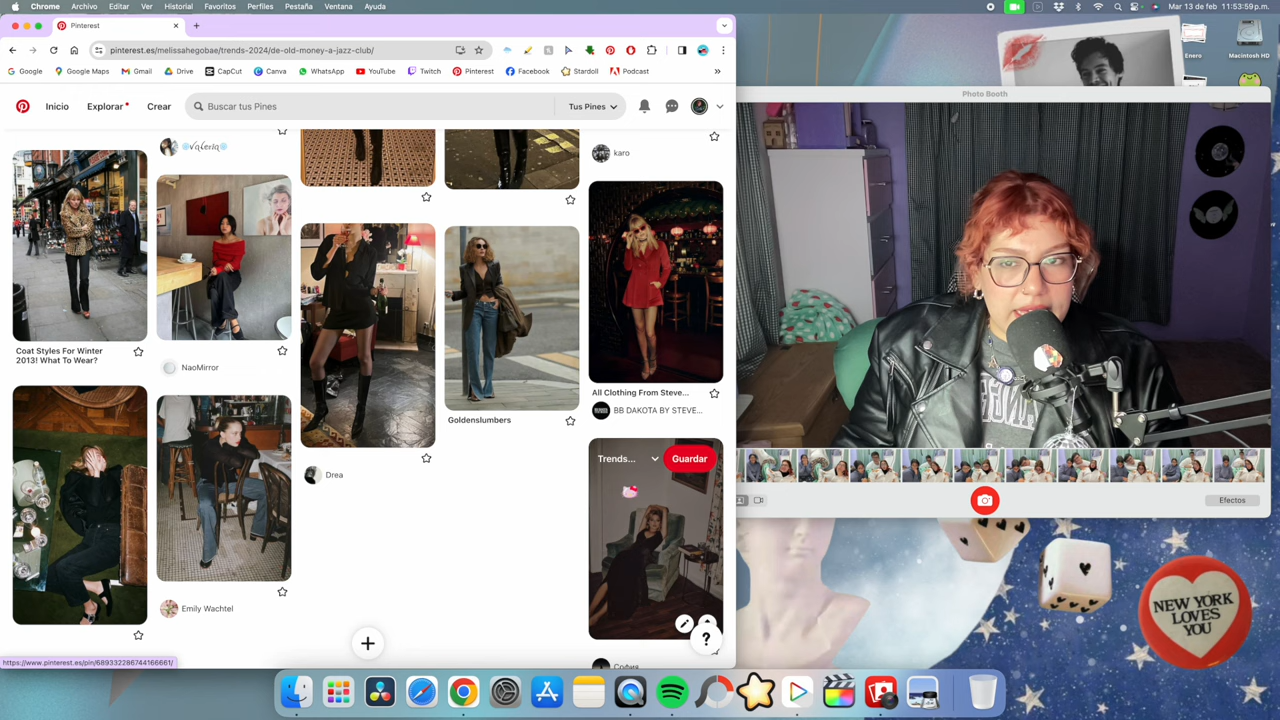 Chrome Archivo Editar Ver Historial Favoritos Perfiles Pestaña Ventana Ayuda
Mar 13 de feb 11:53:59 p.m.
Pinterest
pinterest.es/melissahegobae/trends-2024/de-old-money-a-jazz-club/
Google Google Maps Gmail Drive CapCut Canva WhatsApp YouTube Twitch Pinterest Facebook Stardoll Podcast »
Inicio Explorar Crear Buscar tus Pines Tus Pines
Valeria
karo
Coat Styles For Winter
2013! What To Wear?
NaoMirror
Goldenslumbers
All Clothing From Steve...
BB DAKOTA BY STEVE...
Trends... Guardar
Drea
Emily Wachtel
София
?
https://www.pinterest.es/pin/689332286744166661/
Enero
Macintosh HD
Photo Booth
Efectos
NEW YORK
LOVES
YOU